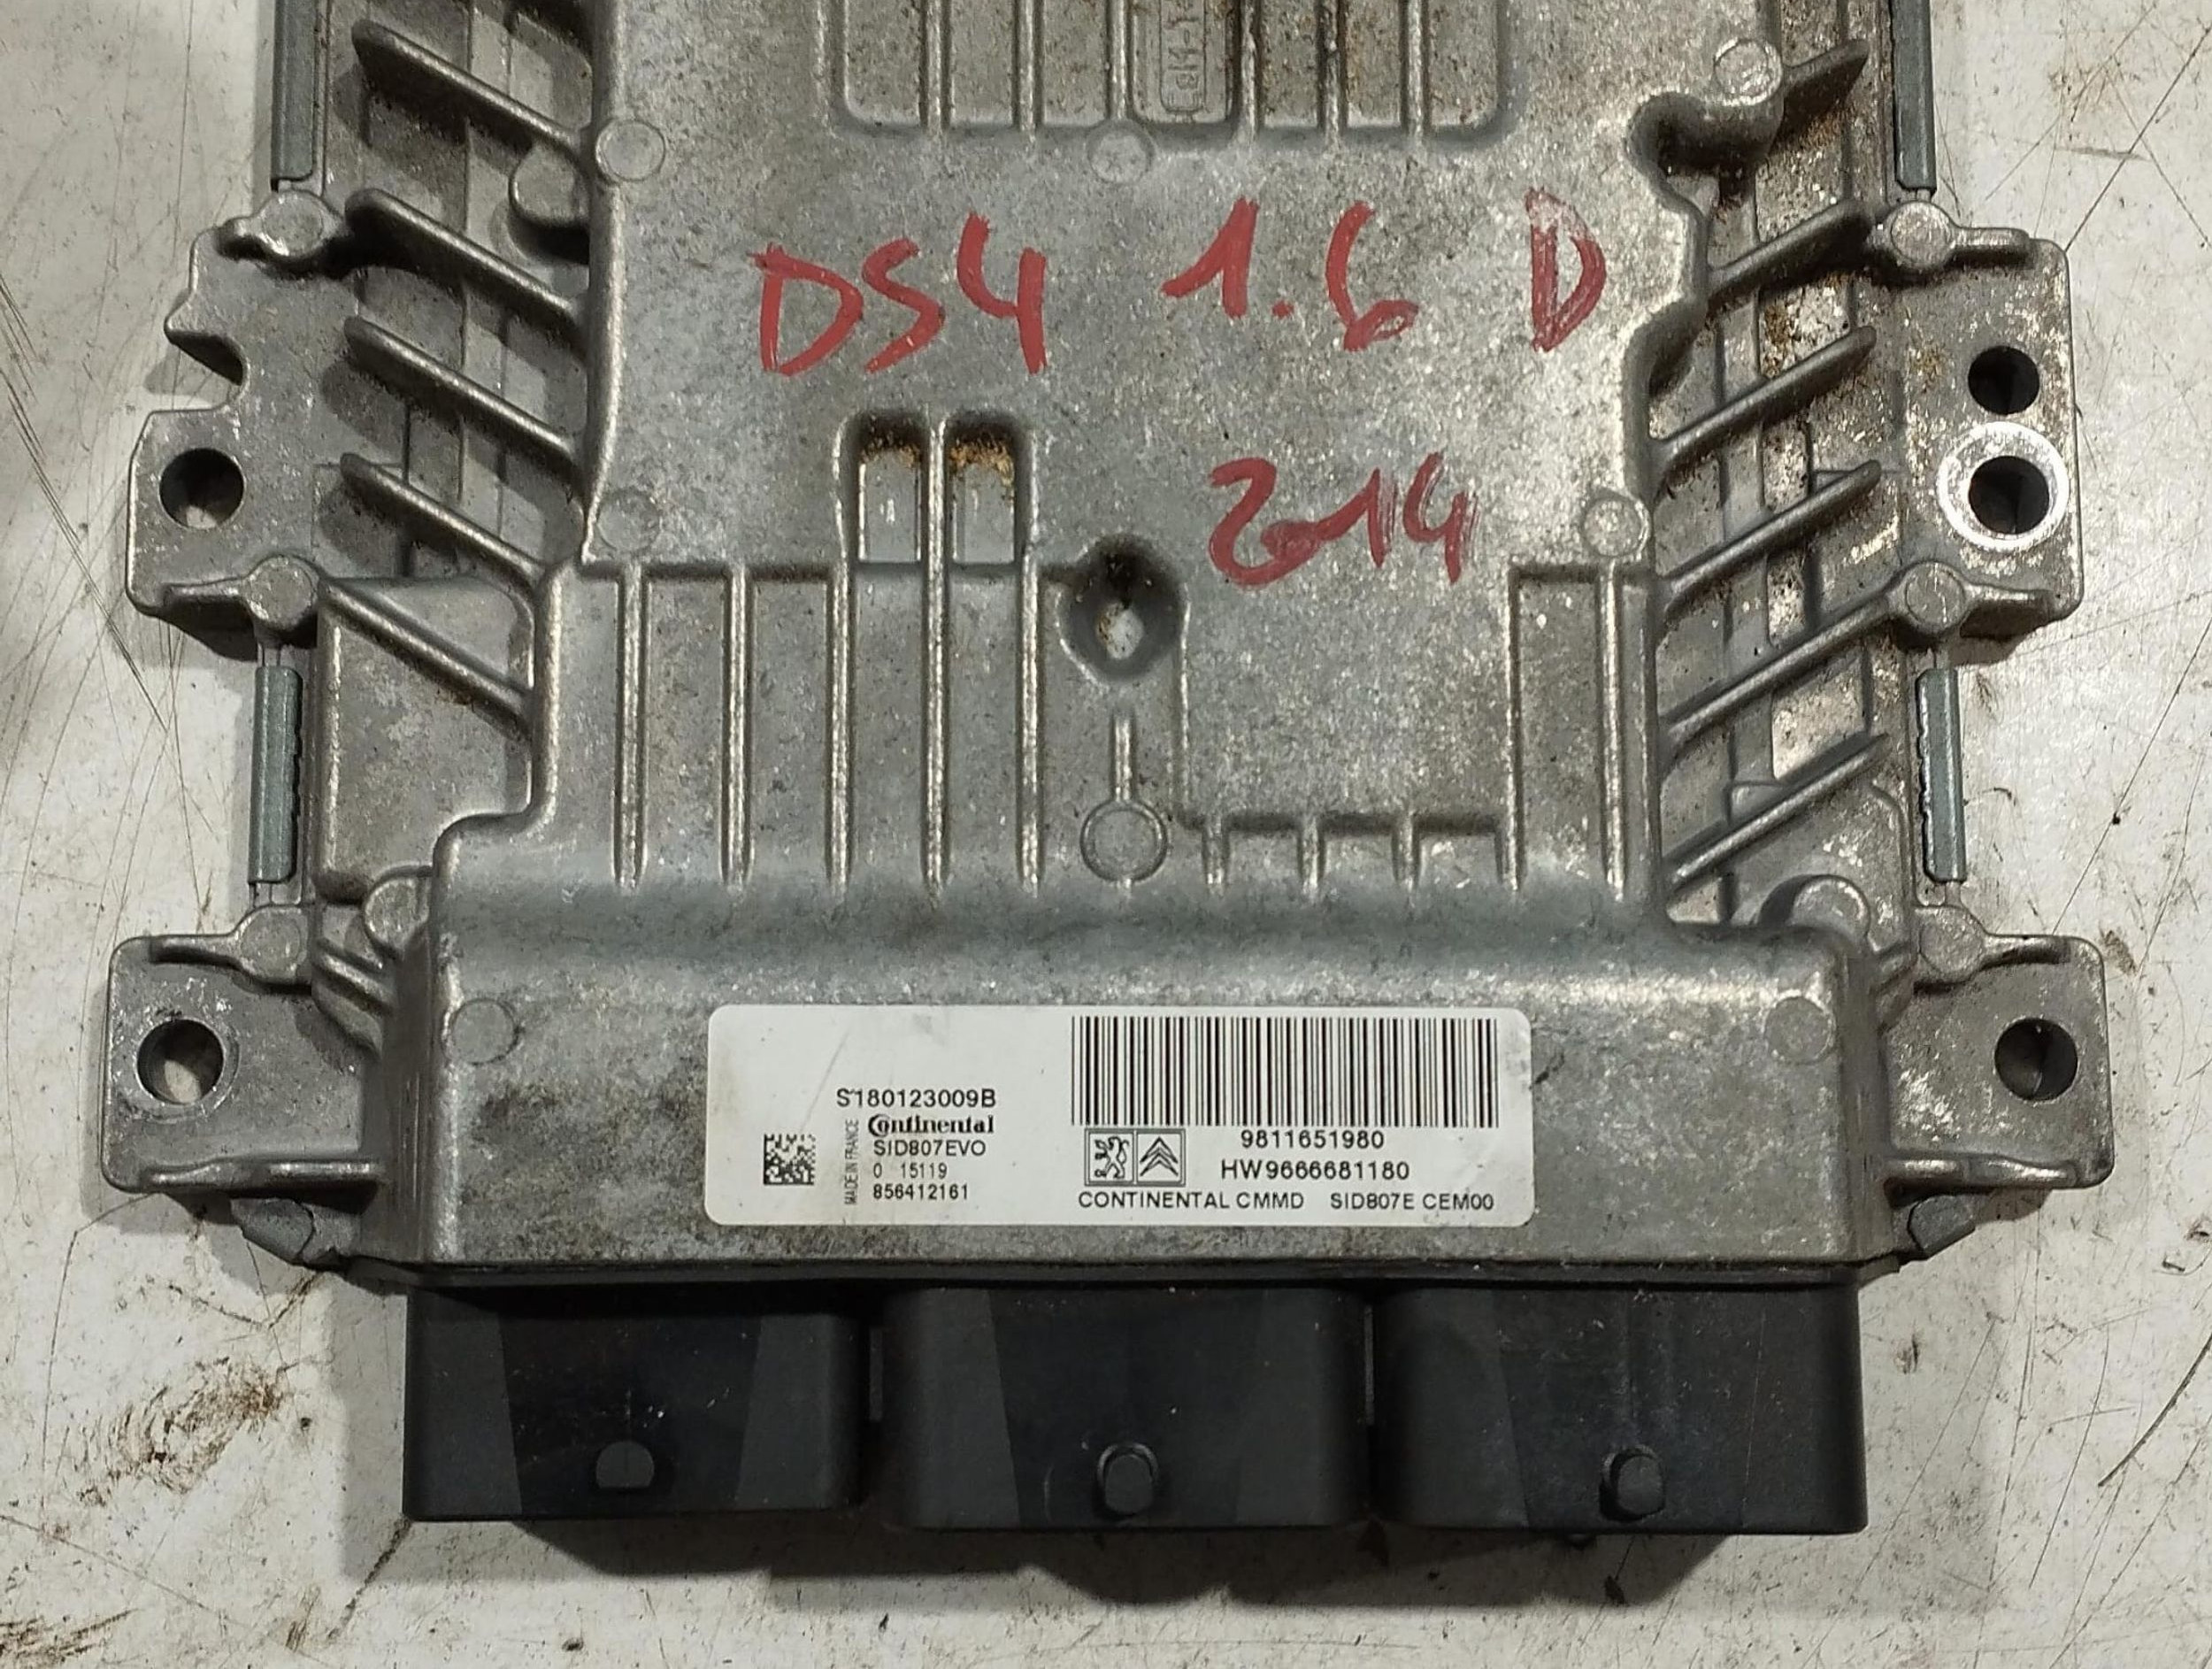 DS4 1.6 D
2014
S180123009B
Continental
SID807EVO
0 15119
856412161
MADE IN FRANCE
9811651980
HW9666681180
CONTINENTAL CMMD SID807E CEM00